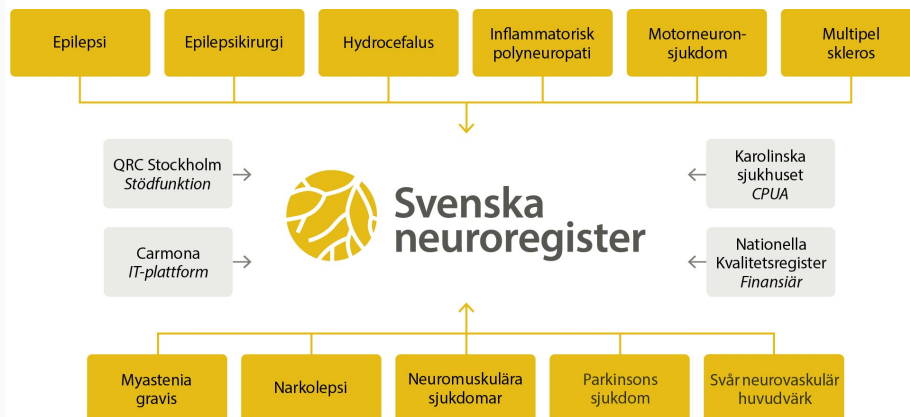 Epilepsi
Epilepsikirurgi
Hydrocefalus
Inflammatorisk
polyneuropati
Motorneuron-
sjukdom
Multipel
skleros
QRC Stockholm
Stödfunktion
Carmona
IT-plattform
Svenska
neuroregister
Karolinska
sjukhuset
CPUA
Nationella
Kvalitetsregister
Finansiär
Myastenia
gravis
Narkolepsi
Neuromuskulära
sjukdomar
Parkinsons
sjukdom
Svår neurovaskulär
huvudvärk